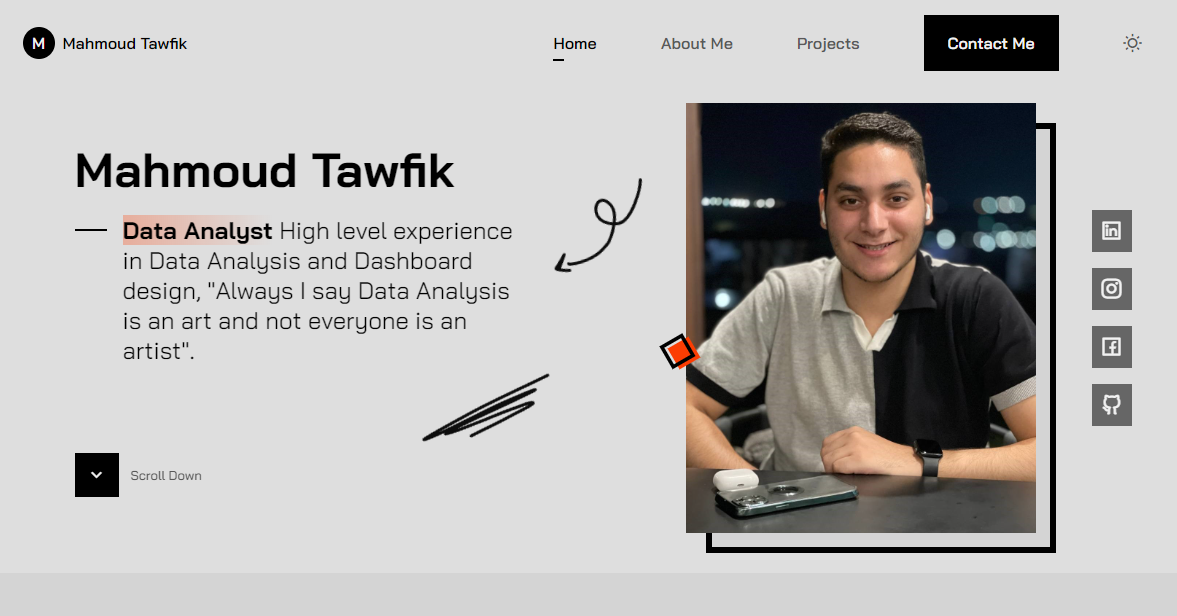 M Mahmoud Tawfik
Home
About Me
Projects
Contact Me
Mahmoud Tawfik
Data Analyst High level experience
in Data Analysis and Dashboard
design, "Always I say Data Analysis
is an art and not everyone is an
artist".
Scroll Down